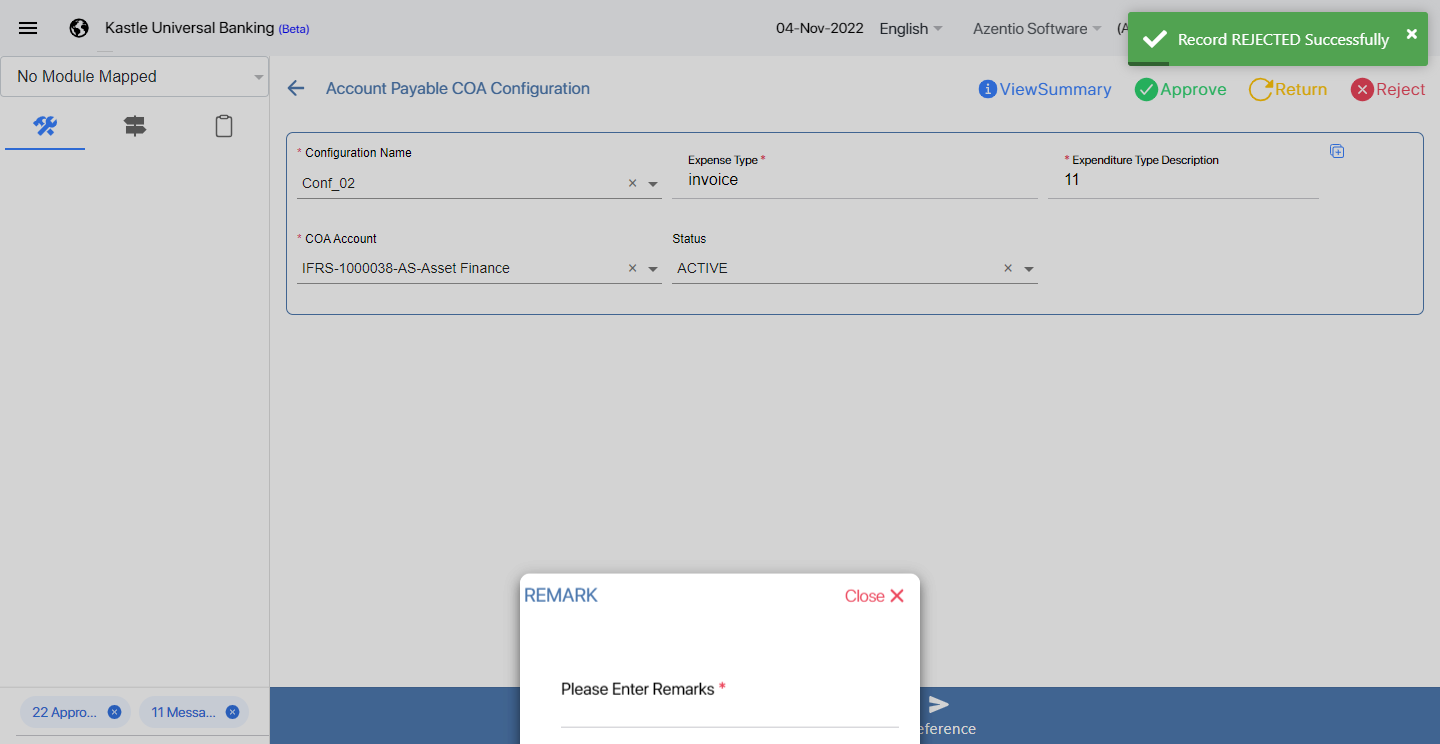 Kastle Universal Banking (Beta)
04-Nov-2022 English Azentio Software (A
Record REJECTED Successfully
No Module Mapped
Account Payable COA Configuration
ViewSummary Approve Return Reject
* Configuration Name
Conf_02
Expense Type *
invoice
* Expenditure Type Description
11
* COA Account
IFRS-1000038-AS-Asset Finance
Status
ACTIVE
REMARK
Close
Please Enter Remarks *
22 Appro... 11 Messa...
eference